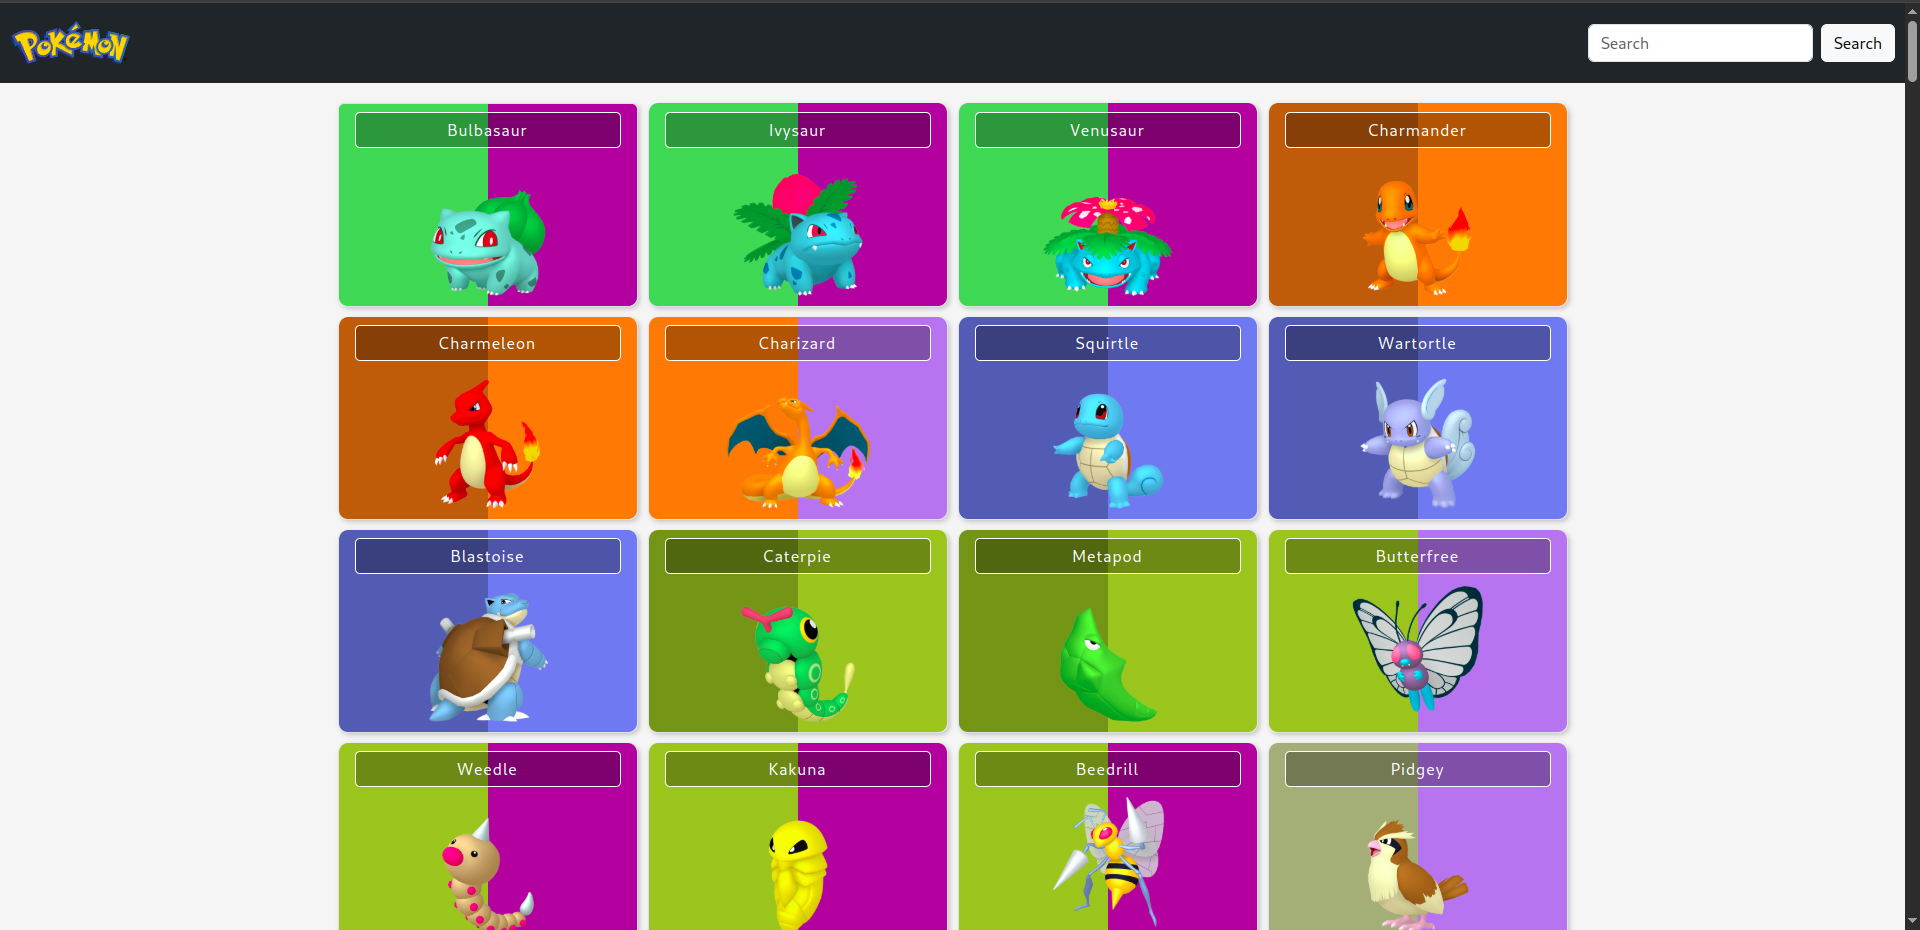 POKéMON
Search
Search
Bulbasaur
Ivysaur
Venusaur
Charmander
Charmeleon
Charizard
Squirtle
Wartortle
Blastoise
Caterpie
Metapod
Butterfree
Weedle
Kakuna
Beedrill
Pidgey